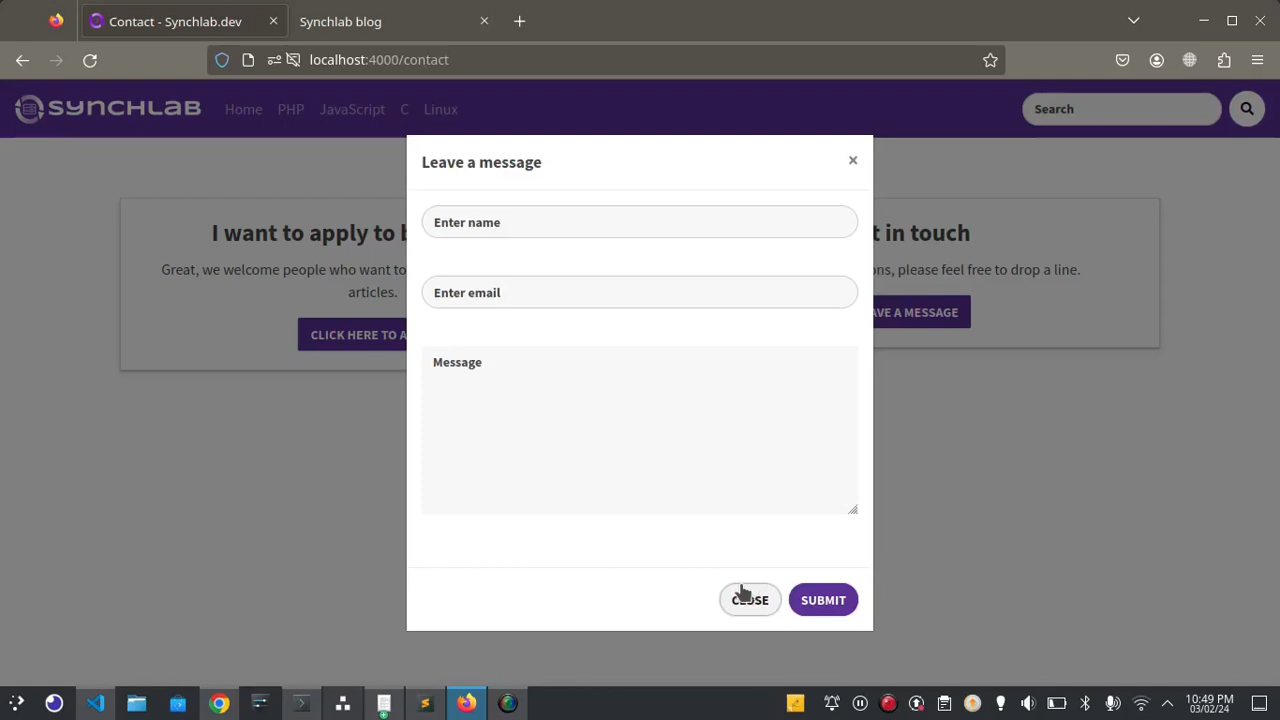 Contact - Synchlab.dev
Synchlab blog
localhost:4000/contact
SYNCHLAB
Home
PHP
JavaScript
C
Linux
Search
Leave a message
×
Enter name
Enter email
Message
CLOSE
SUBMIT
I want to apply to b
Great, we welcome people who want to
articles.
CLICK HERE TO A
t in touch
ons, please feel free to drop a line.
AVE A MESSAGE
10:49 PM
03/02/24